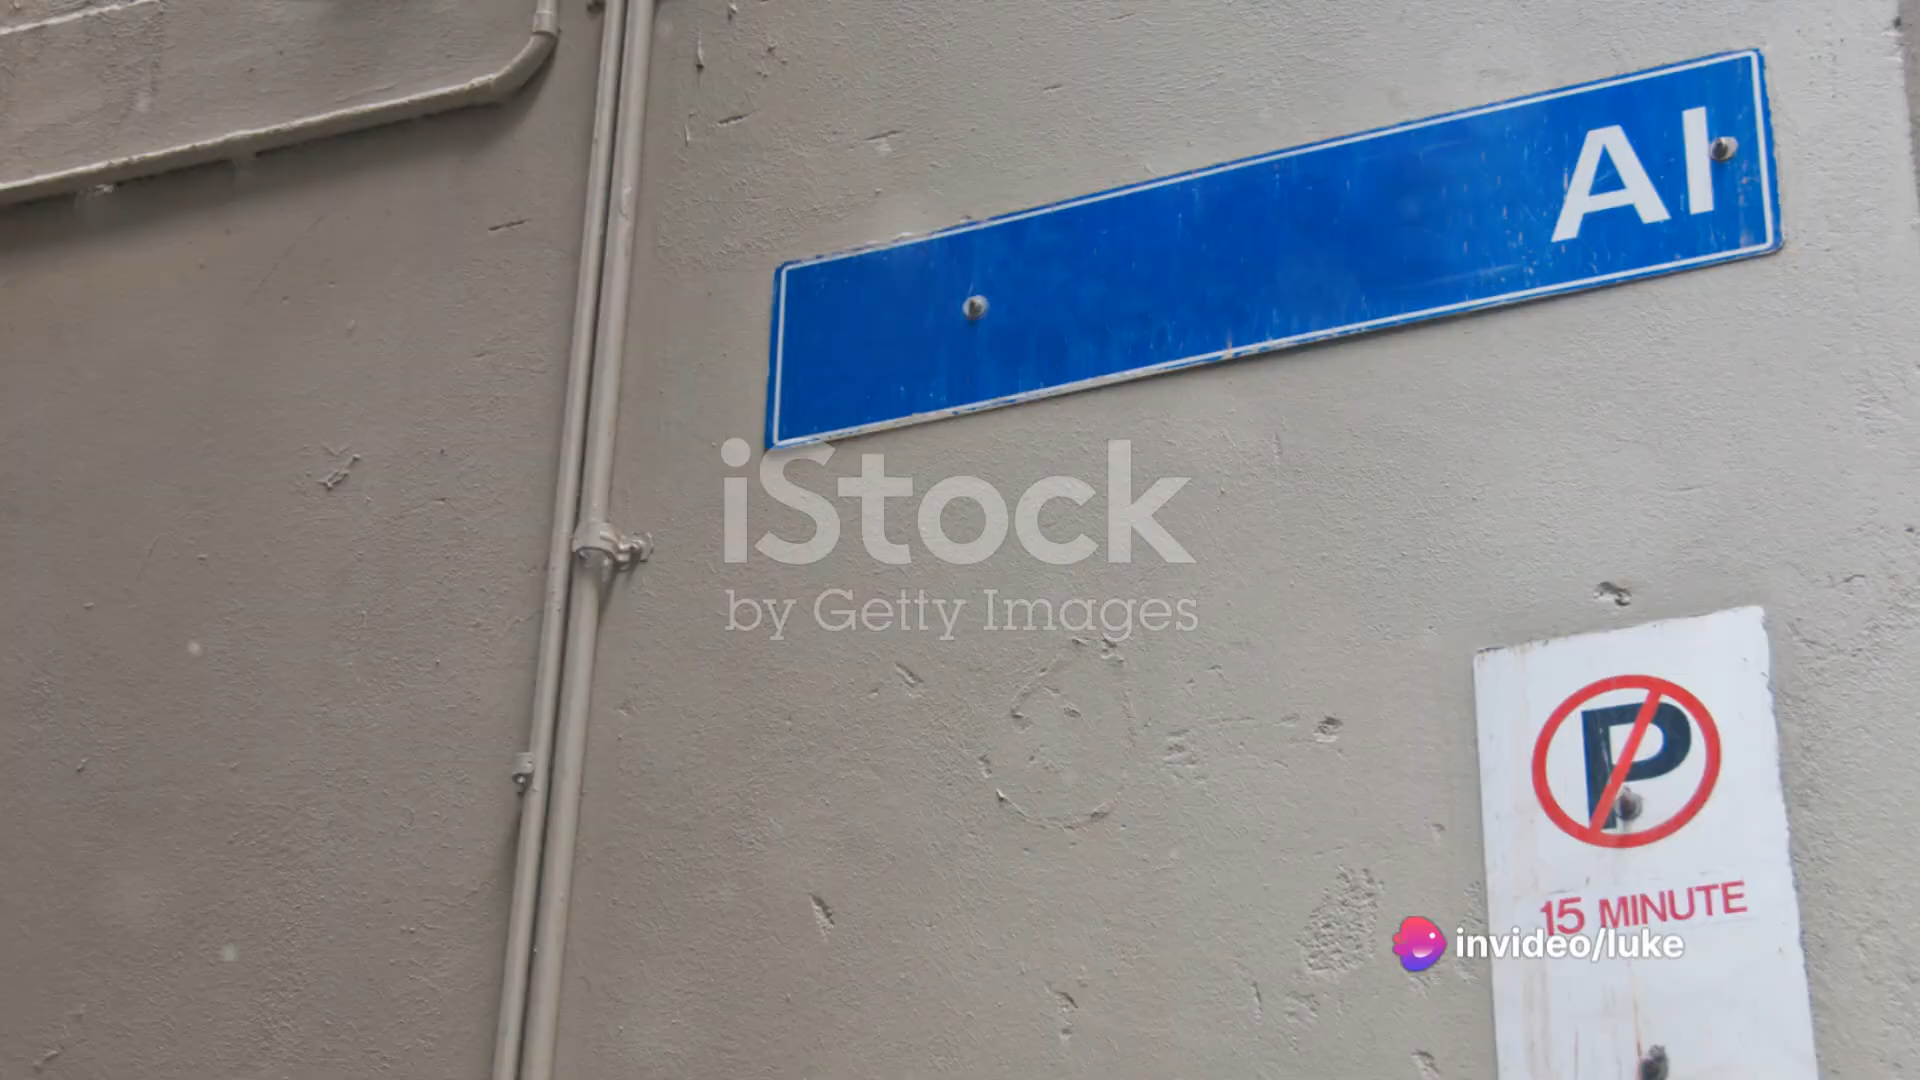 AI
iStock
by Getty Images
P
15 MINUTE
invideo/luke